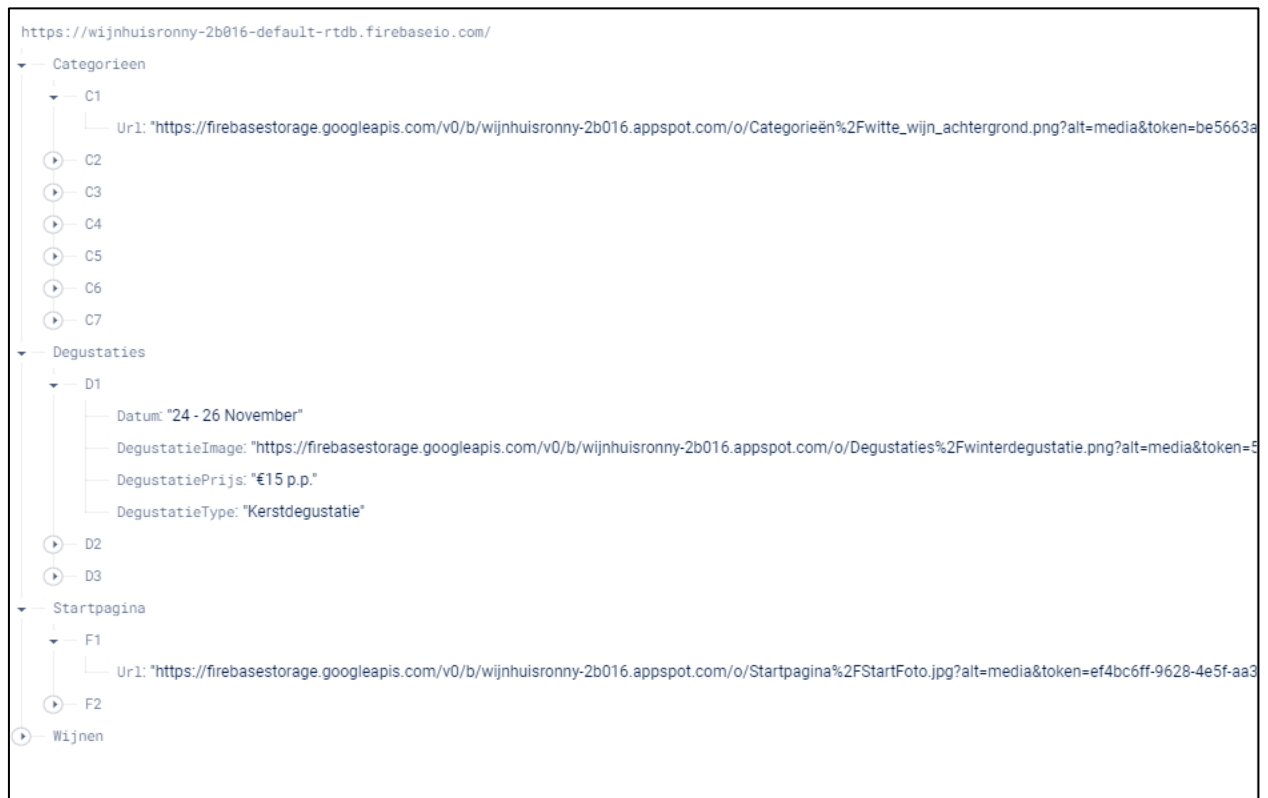 https://wijnhuisronny-2b016-default-rtdb.firebaseio.com/
Categorieen
C1
Url: "https://firebasestorage.googleapis.com/v0/b/wijnhuisronny-2b016.appspot.com/o/Categorieën%2Fwitte_wijn_achtergrond.png?alt=media&token=be5663a
C2
C3
C4
C5
C6
C7
Degustaties
D1
Datum: "24 - 26 November"
DegustatieImage: "https://firebasestorage.googleapis.com/v0/b/wijnhuisronny-2b016.appspot.com/o/Degustaties%2Fwinterdegustatie.png?alt=media&token=5
DegustatiePrijs: "€15 p.p."
DegustatieType: "Kerstdegustatie"
D2
D3
Startpagina
F1
Url: "https://firebasestorage.googleapis.com/v0/b/wijnhuisronny-2b016.appspot.com/o/Startpagina%2FStartFoto.jpg?alt=media&token=ef4bc6ff-9628-4e5f-aa3
F2
Wijnen